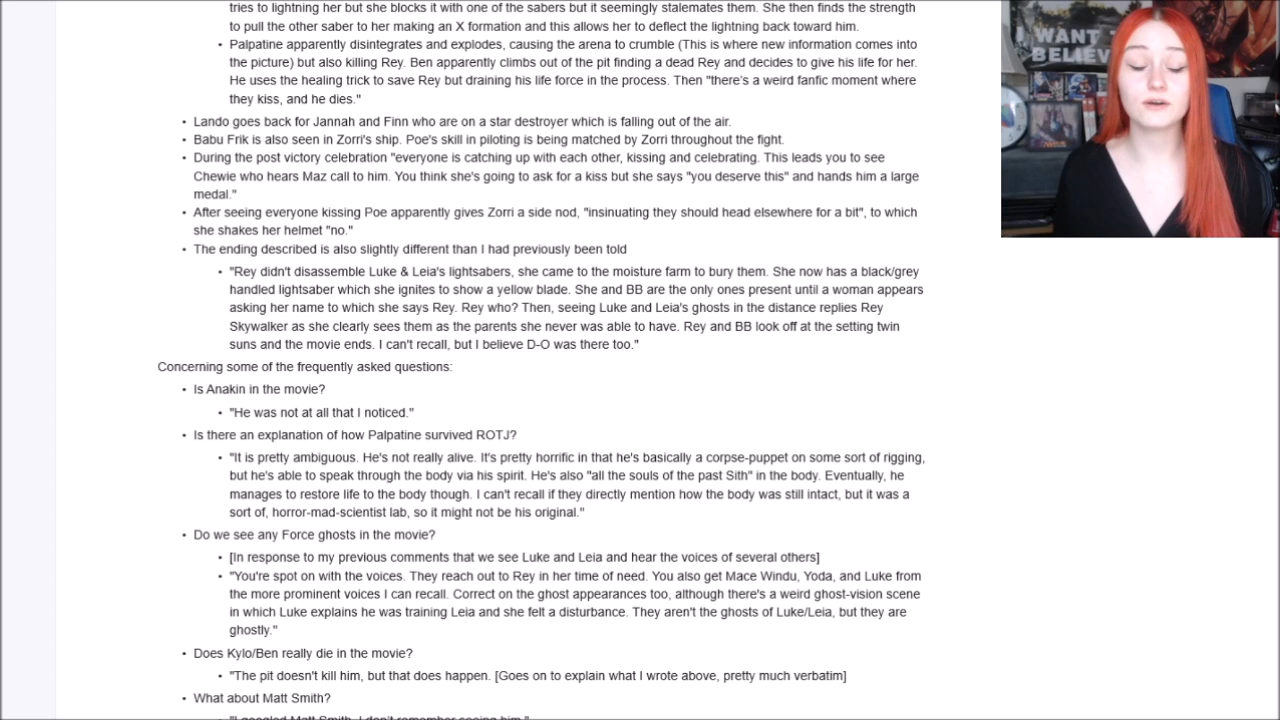 tries to lightning her but she blocks it with one of the sabers but it seemingly stalemates them. She then finds the strength
to pull the other saber to her making an X formation and this allows her to deflect the lightning back toward him.
• Palpatine apparently disintegrates and explodes, causing the arena to crumble (This is where new information comes into
the picture) but also killing Rey. Ben apparently climbs out of the pit finding a dead Rey and decides to give his life for her.
He uses the healing trick to save Rey but draining his life force in the process. Then "there's a weird fanfic moment where
they kiss, and he dies."
• Lando goes back for Jannah and Finn who are on a star destroyer which is falling out of the air.
• Babu Frik is also seen in Zorri's ship. Poe's skill in piloting is being matched by Zorri throughout the fight.
• During the post victory celebration "everyone is catching up with each other, kissing and celebrating. This leads you to see
Chewie who hears Maz call to him. You think she's going to ask for a kiss but she says "you deserve this" and hands him a large
medal."
• After seeing everyone kissing Poe apparently gives Zorri a side nod, "insinuating they should head elsewhere for a bit", to which
she shakes her helmet "no."
• The ending described is also slightly different than I had previously been told
• "Rey didn't disassemble Luke & Leia's lightsabers, she came to the moisture farm to bury them. She now has a black/grey
handled lightsaber which she ignites to show a yellow blade. She and BB are the only ones present until a woman appears
asking her name to which she says Rey. Rey who? Then, seeing Luke and Leia's ghosts in the distance replies Rey
Skywalker as she clearly sees them as the parents she never was able to have. Rey and BB look off at the setting twin
suns and the movie ends. I can't recall, but I believe D-O was there too."
Concerning some of the frequently asked questions:
• Is Anakin in the movie?
• "He was not at all that I noticed."
• Is there an explanation of how Palpatine survived ROTJ?
• "It is pretty ambiguous. He's not really alive. It's pretty horrific in that he's basically a corpse-puppet on some sort of rigging,
but he's able to speak through the body via his spirit. He's also "all the souls of the past Sith" in the body. Eventually, he
manages to restore life to the body though. I can't recall if they directly mention how the body was still intact, but it was a
sort of, horror-mad-scientist lab, so it might not be his original."
• Do we see any Force ghosts in the movie?
• [In response to my previous comments that we see Luke and Leia and hear the voices of several others]
• "You're spot on with the voices. They reach out to Rey in her time of need. You also get Mace Windu, Yoda, and Luke from
the more prominent voices I can recall. Correct on the ghost appearances too, although there's a weird ghost-vision scene
in which Luke explains he was training Leia and she felt a disturbance. They aren't the ghosts of Luke/Leia, but they are
ghostly."
• Does Kylo/Ben really die in the movie?
• "The pit doesn't kill him, but that does happen. [Goes on to explain what I wrote above, pretty much verbatim]
• What about Matt Smith?
• "I googled Matt Smith, I don't remember seeing him."
I WANT T
BELIEV